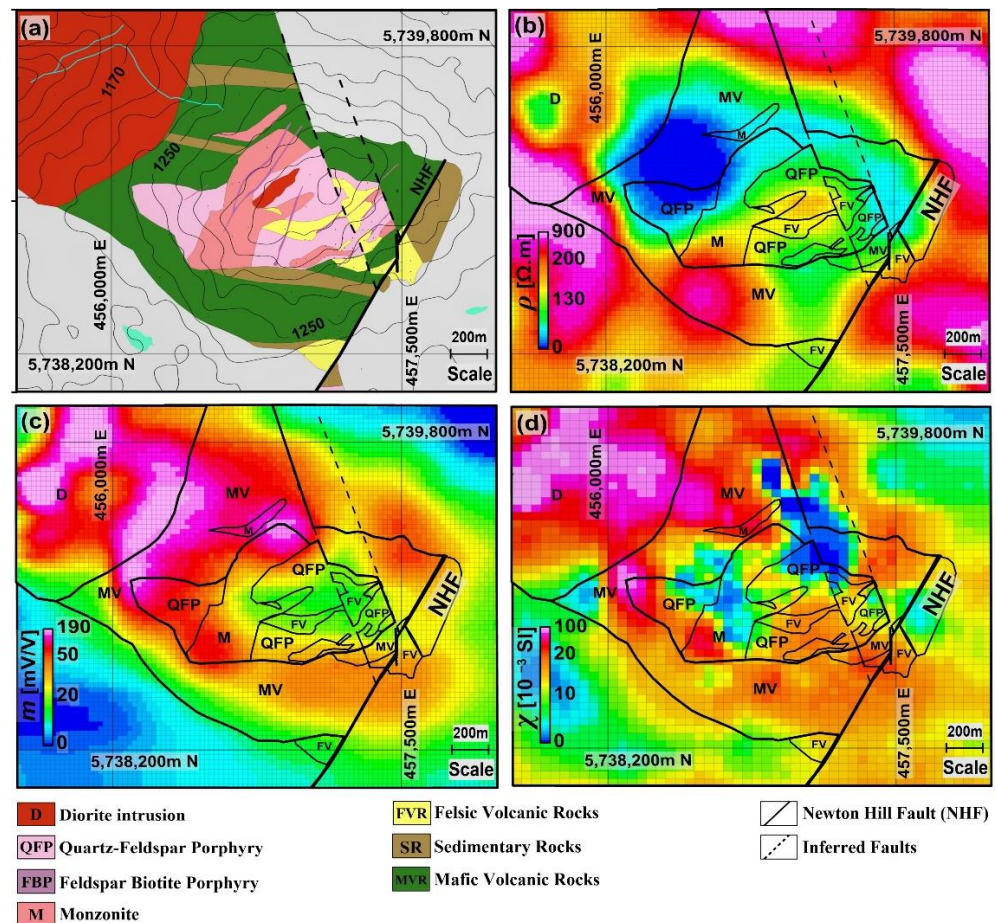 (a)
5,739,800m N
1170
1250
NHF
456,000m E
1250
457,500m E
5,738,200m N
200m
Scale
(b)
5,739,800m N
456,000m E
D
MV
M
QFP
MV
QFP
FV
QFP
NHF
FV
M
QFP
MV
FV
MV
900
200
130
0
ρ [Ω.m]
457,500m E
FV
5,738,200m N
200m
Scale
(c)
5,739,800m N
456,000m E
D
MV
M
QFP
MV
QFP
FV
QFP
NHF
FV
M
QFP
MV
FV
MV
190
50
20
0
m [mV/V]
457,500m E
FV
5,738,200m N
200m
Scale
(d)
5,739,800m N
456,000m E
D
MV
M
QFP
MV
QFP
FV
QFP
NHF
FV
M
QFP
MV
FV
MV
100
20
10
0
χ [10⁻³ SI]
457,500m E
FV
5,738,200m N
200m
Scale
D Diorite intrusion
QFP Quartz-Feldspar Porphyry
FBP Feldspar Biotite Porphyry
M Monzonite
FVR Felsic Volcanic Rocks
SR Sedimentary Rocks
MVR Mafic Volcanic Rocks
Newton Hill Fault (NHF)
Inferred Faults